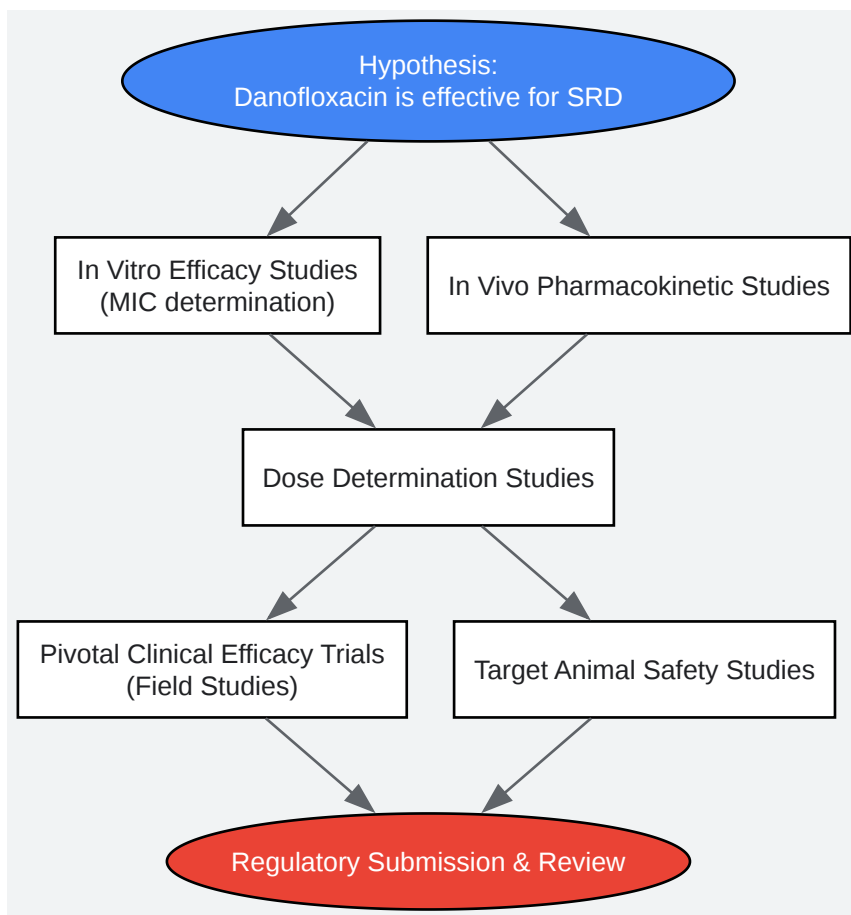 Hypothesis:
Danofloxacin is effective for SRD
In Vitro Efficacy Studies
(MIC determination)
In Vivo Pharmacokinetic Studies
Dose Determination Studies
Pivotal Clinical Efficacy Trials
(Field Studies)
Target Animal Safety Studies
Regulatory Submission & Review